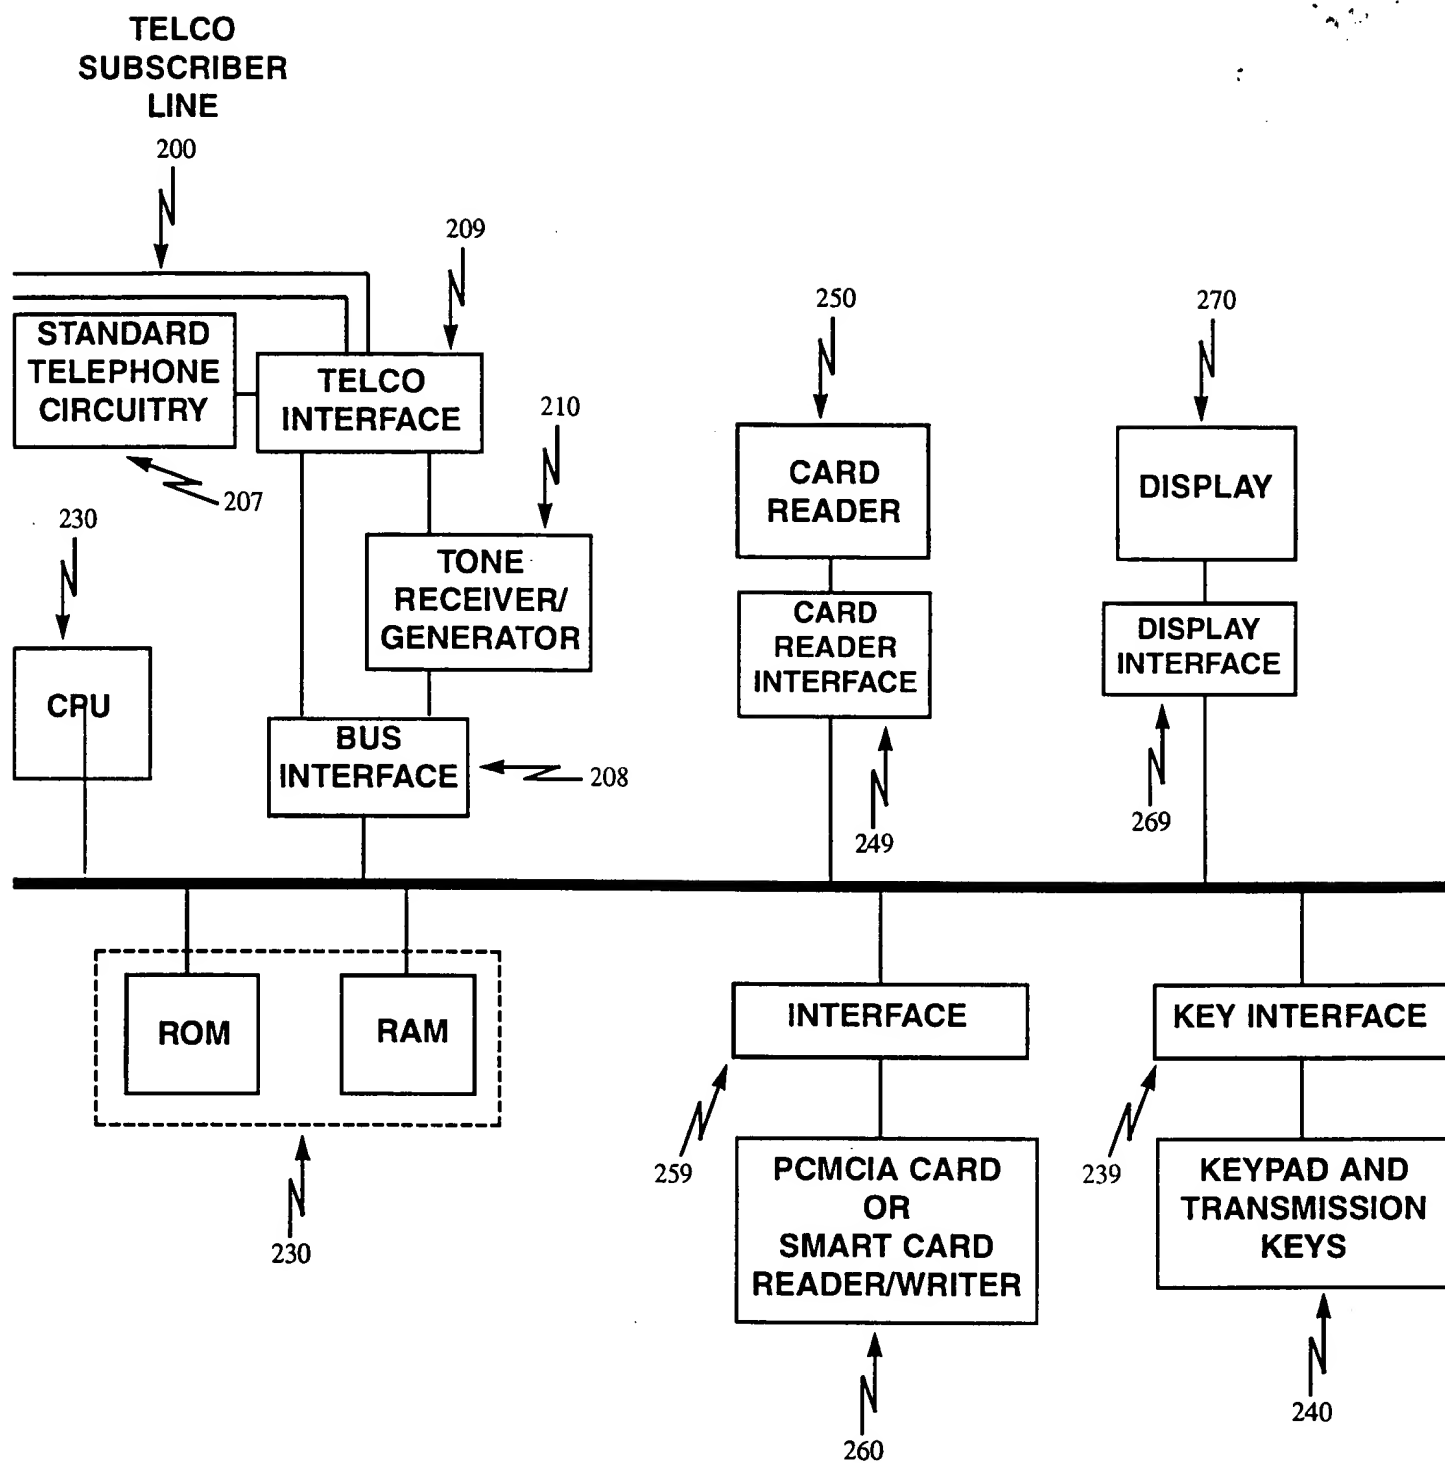 TELCO
SUBSCRIBER
LINE
200
209
250
270
STANDARD
TELEPHONE
CIRCUITRY
TELCO
INTERFACE
210
207
230
CARD
READER
DISPLAY
TONE
RECEIVER/
GENERATOR
CARD
READER
INTERFACE
DISPLAY
INTERFACE
CPU
BUS
INTERFACE
208
249
269
ROM
RAM
INTERFACE
KEY INTERFACE
230
259
239
PCMCIA CARD
OR
SMART CARD
READER/WRITER
KEYPAD AND
TRANSMISSION
KEYS
260
240